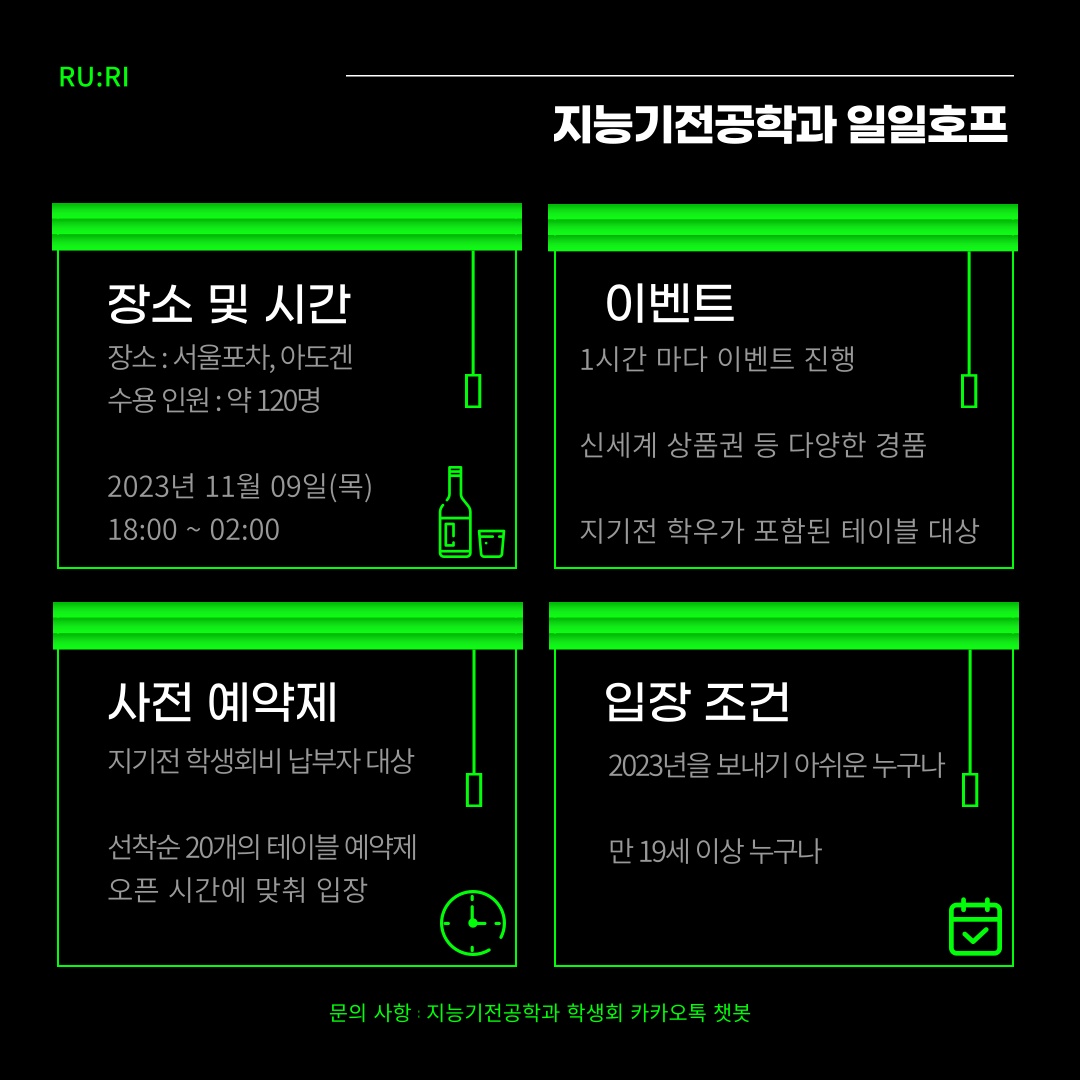 RU:RI
지능기전공학과 일일호프
장소 및 시간
장소 : 서울포차, 아도겐
수용 인원 : 약 120명
2023년 11월 09일(목)
18:00 ~ 02:00
이벤트
1시간 마다 이벤트 진행
신세계 상품권 등 다양한 경품
지기전 학우가 포함된 테이블 대상
사전 예약제
지기전 학생회비 납부자 대상
선착순 20개의 테이블 예약제
오픈 시간에 맞춰 입장
입장 조건
2023년을 보내기 아쉬운 누구나
만 19세 이상 누구나
문의 사항 : 지능기전공학과 학생회 카카오톡 챗봇